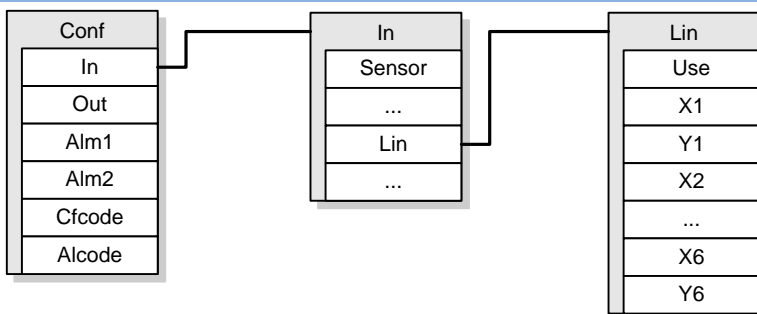 Conf
In
Out
Alm1
Alm2
Cfcode
Alcode
In
Sensor
...
Lin
...
Lin
Use
X1
Y1
X2
...
X6
Y6